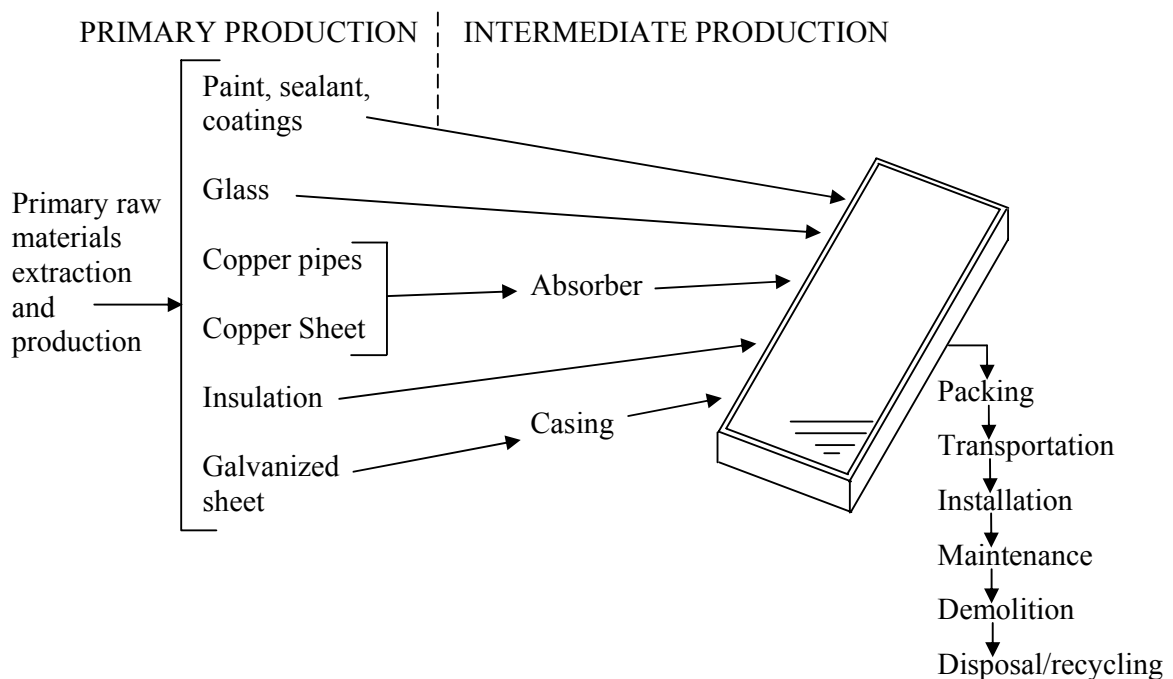 PRIMARY PRODUCTION
INTERMEDIATE PRODUCTION
Paint, sealant,
coatings
Glass
Primary raw
materials
extraction
and
production
Copper pipes
Copper Sheet
Absorber
Insulation
Casing
Galvanized
sheet
Packing
Transportation
Installation
Maintenance
Demolition
Disposal/recycling